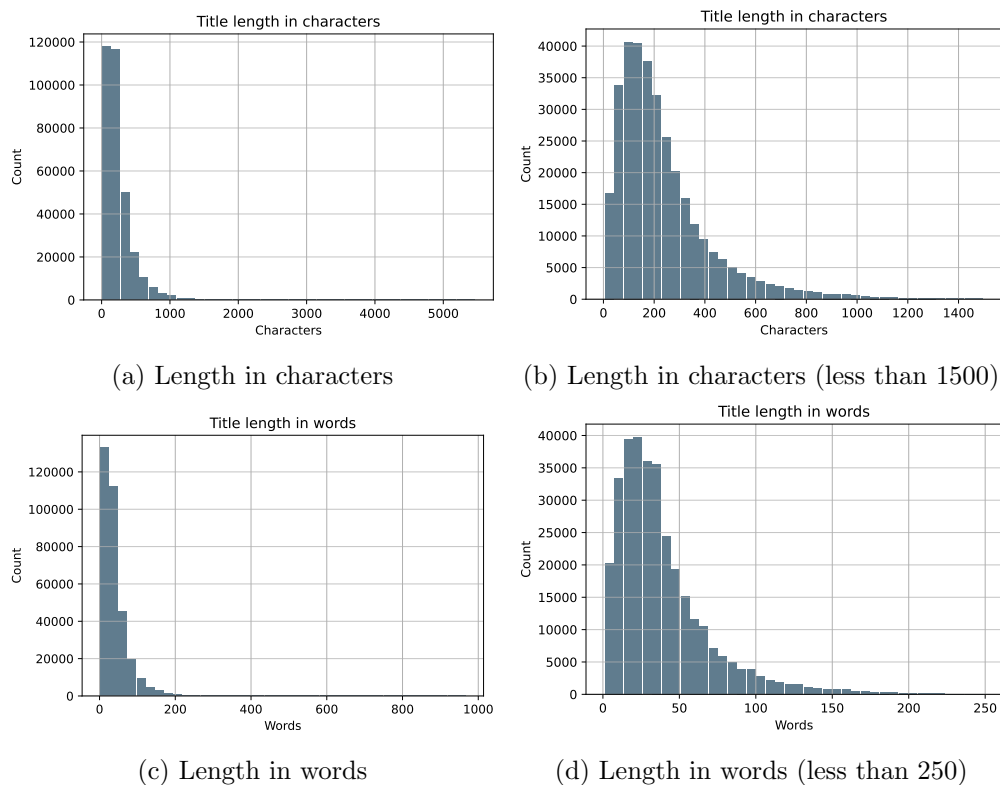 Title length in characters
120000
100000
80000
60000
40000
20000
0
Count
0 1000 2000 3000 4000 5000
Characters
(a) Length in characters
Title length in characters
40000
35000
30000
25000
20000
15000
10000
5000
0
Count
0 200 400 600 800 1000 1200 1400
Characters
(b) Length in characters (less than 1500)
Title length in words
120000
100000
80000
60000
40000
20000
0
Count
0 200 400 600 800 1000
Words
(c) Length in words
Title length in words
40000
35000
30000
25000
20000
15000
10000
5000
0
Count
0 50 100 150 200 250
Words
(d) Length in words (less than 250)